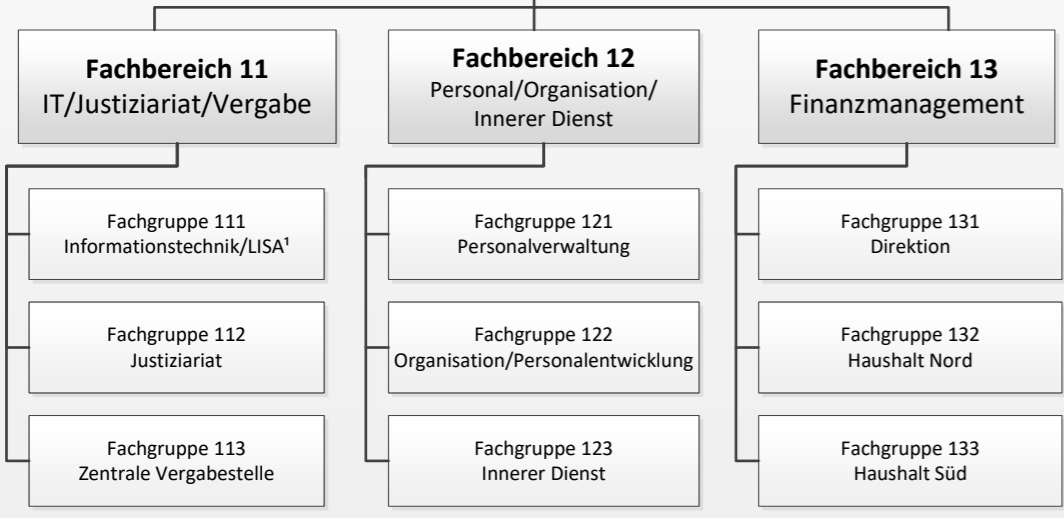 Fachbereich 11
IT/Justiziariat/Vergabe
Fachgruppe 111
Informationstechnik/LISA¹
Fachgruppe 112
Justiziariat
Fachgruppe 113
Zentrale Vergabestelle
Fachbereich 12
Personal/Organisation/
Innerer Dienst
Fachgruppe 121
Personalverwaltung
Fachgruppe 122
Organisation/Personalentwicklung
Fachgruppe 123
Innerer Dienst
Fachbereich 13
Finanzmanagement
Fachgruppe 131
Direktion
Fachgruppe 132
Haushalt Nord
Fachgruppe 133
Haushalt Süd